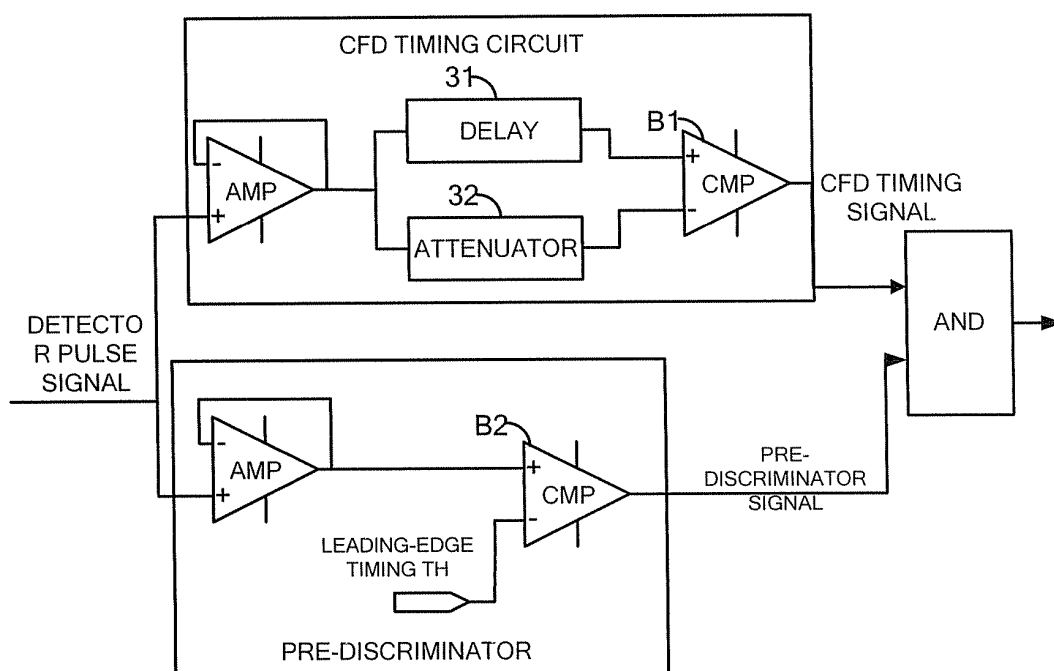 CFD TIMING CIRCUIT
31
DELAY
B1
-
AMP
+
+
CMP
-
32
ATTENUATOR
CFD TIMING
SIGNAL
AND
DETECTO
R PULSE
SIGNAL
-
AMP
+
B2
+
CMP
-
PRE-
DISCRIMINATOR
SIGNAL
LEADING-EDGE
TIMING TH
PRE-DISCRIMINATOR